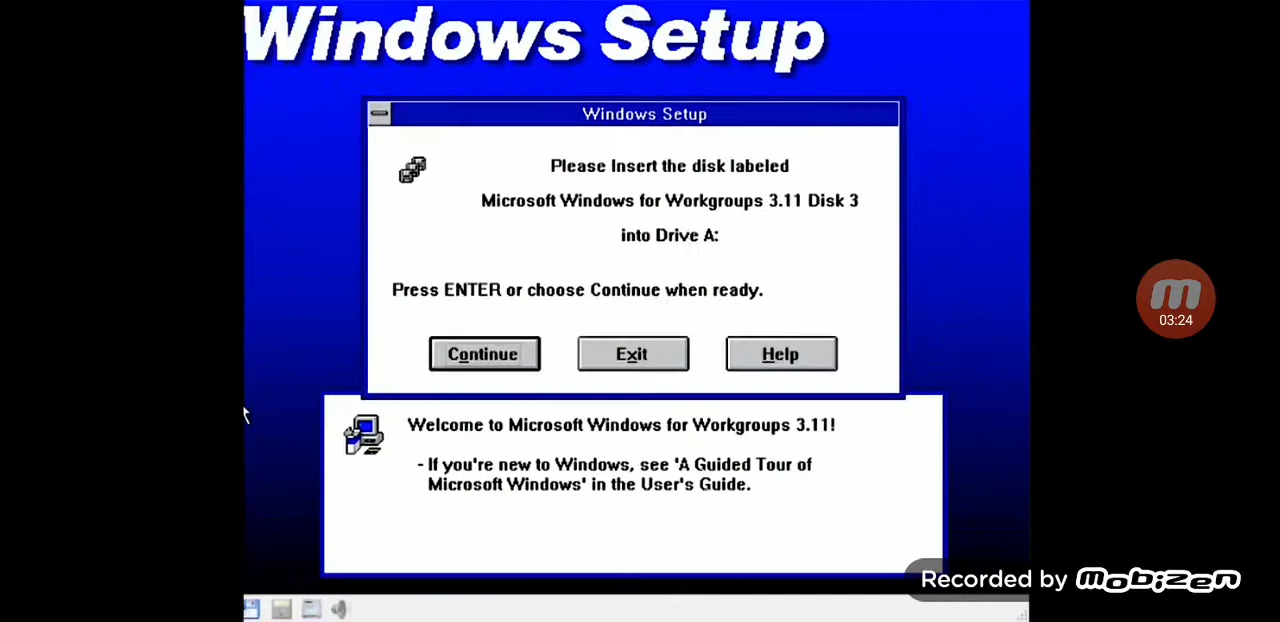 Windows Setup
Windows Setup
Please Insert the disk labeled
Microsoft Windows for Workgroups 3.11 Disk 3
into Drive A:
Press ENTER or choose Continue when ready.
Continue Exit Help
03:24
Welcome to Microsoft Windows for Workgroups 3.11!
- If you're new to Windows, see 'A Guided Tour of
Microsoft Windows' in the User's Guide.
Recorded by mobizen